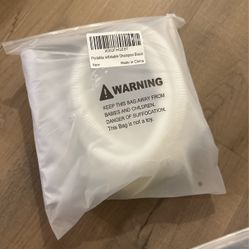 Portable Inflatable Shampoo Basin
New
Made in China
WARNING
KEEP THIS BAG AWAY FROM
BABIES AND CHILDREN.
DANGER OF SUFFOCATION.
This Bag is not a toy.